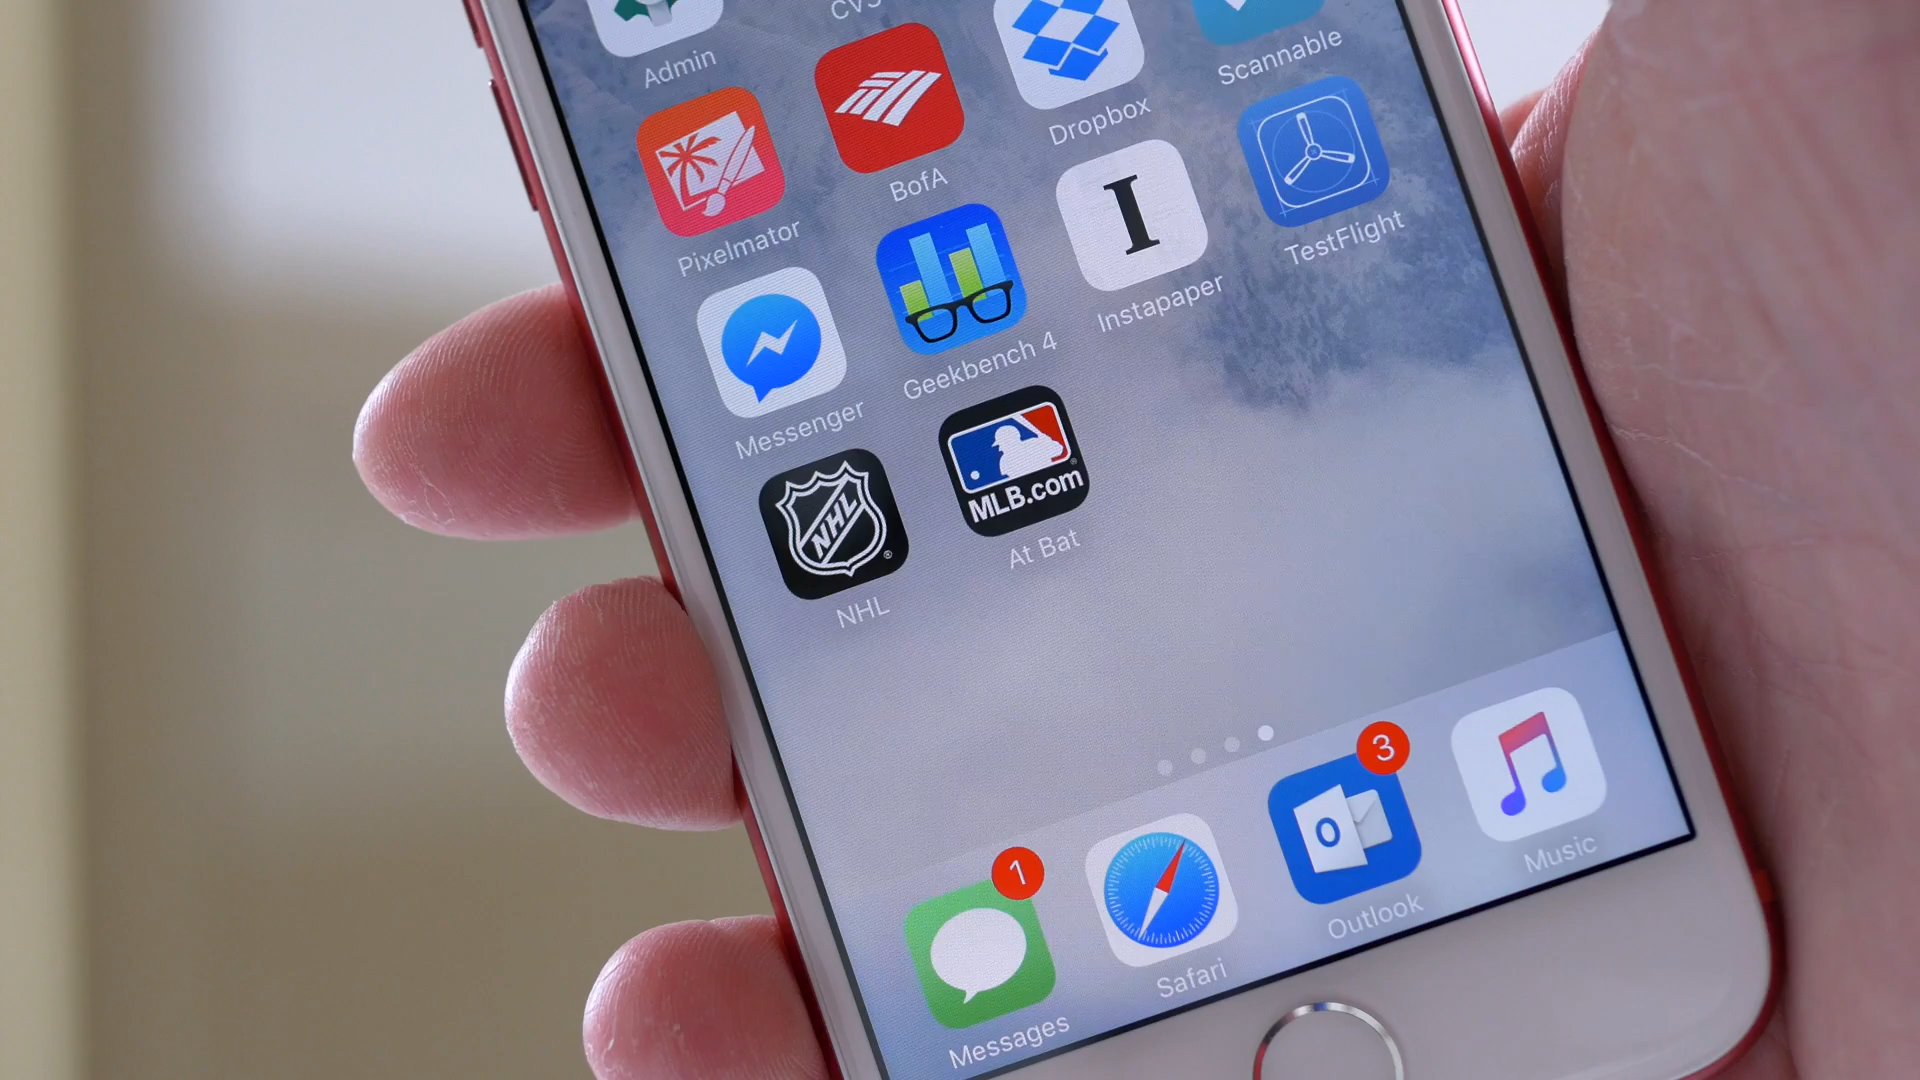 Admin
CVS
Dropbox
Scannable
Pixelmator
BofA
I
Instapaper
TestFlight
Messenger
Geekbench 4
NHL
NHL
MLB.com
At Bat
1
Messages
Safari
3
O
Outlook
Music